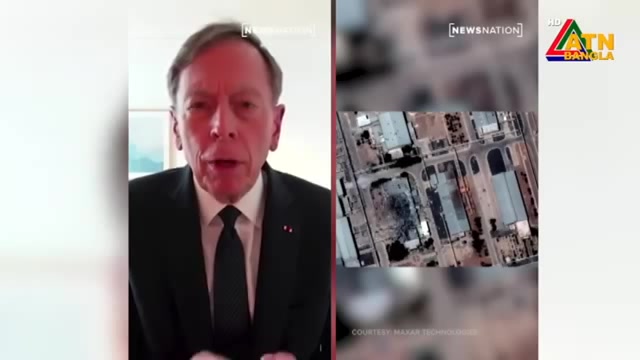 NEWSNATION
NEWSNATION
HD
ATN
BANGLA
COURTESY: MAXAR TECHNOLOGIES